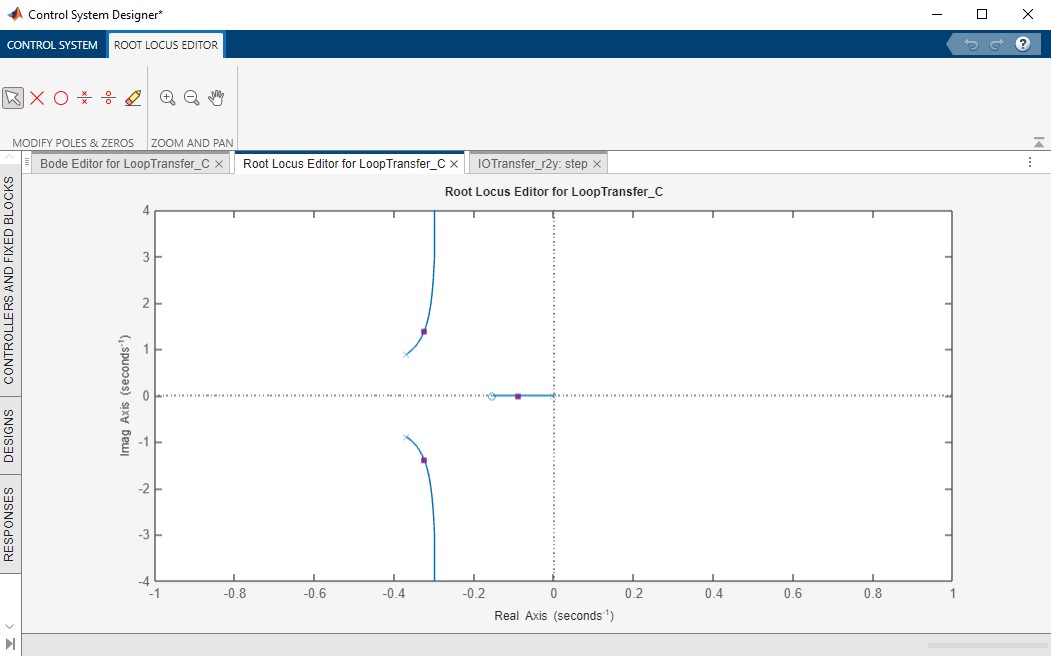 Control System Designer*
CONTROL SYSTEM ROOT LOCUS EDITOR
MODIFY POLES & ZEROS ZOOM AND PAN
Bode Editor for LoopTransfer_C Root Locus Editor for LoopTransfer_C IOTransfer_r2y: step
CONTROLLERS AND FIXED BLOCKS
DESIGNS
RESPONSES
Root Locus Editor for LoopTransfer_C
4
3
2
1
0
-1
-2
-3
-4
Imag Axis (seconds⁻¹)
-1 -0.8 -0.6 -0.4 -0.2 0 0.2 0.4 0.6 0.8 1
Real Axis (seconds⁻¹)